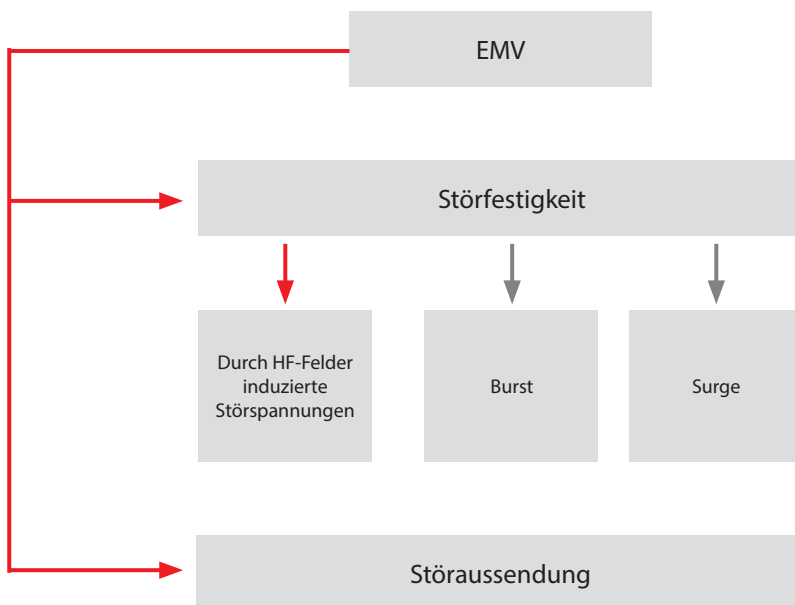 EMV
Störfestigkeit
Durch HF-Felder
induzierte
Störspannungen
Burst
Surge
Störaussendung